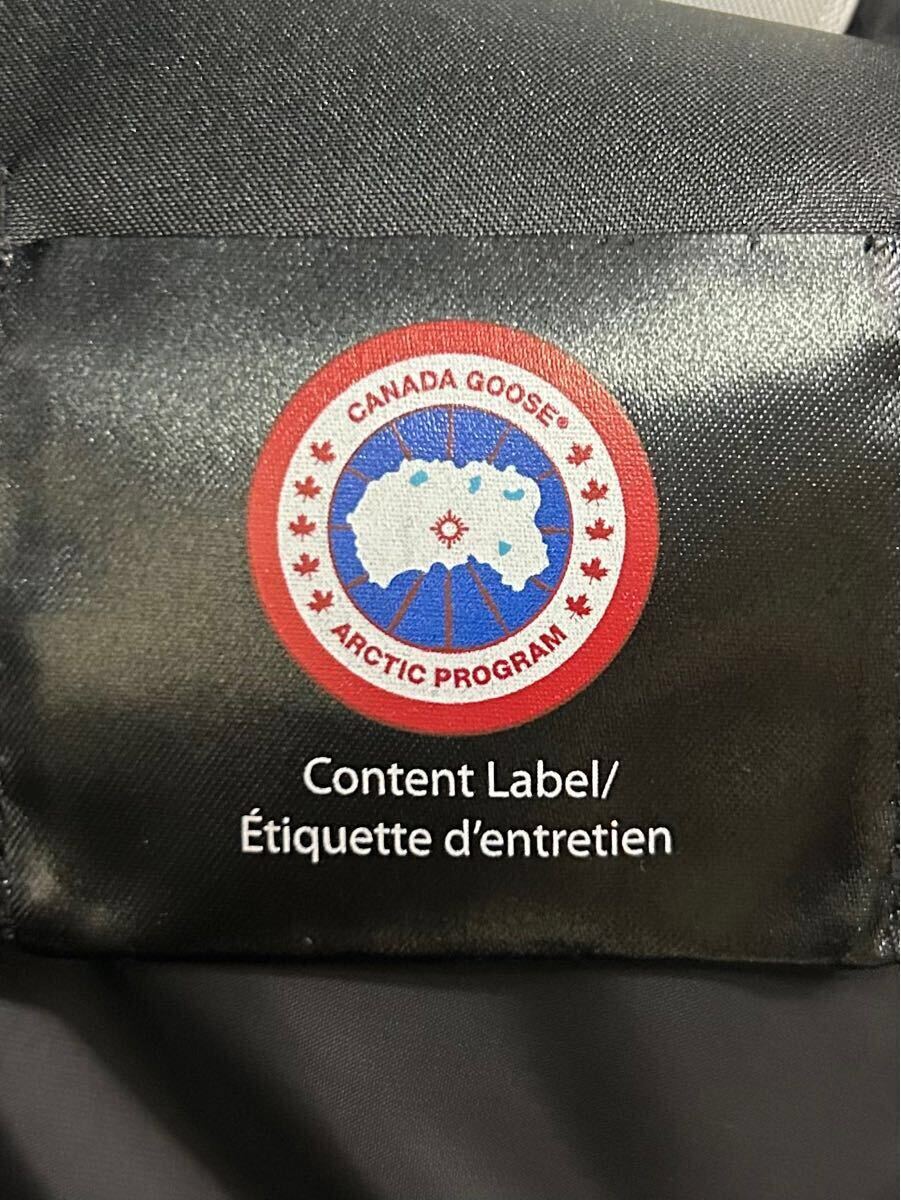 CANADA GOOSE®
ARCTIC PROGRAM
Content Label/
Étiquette d’entretien